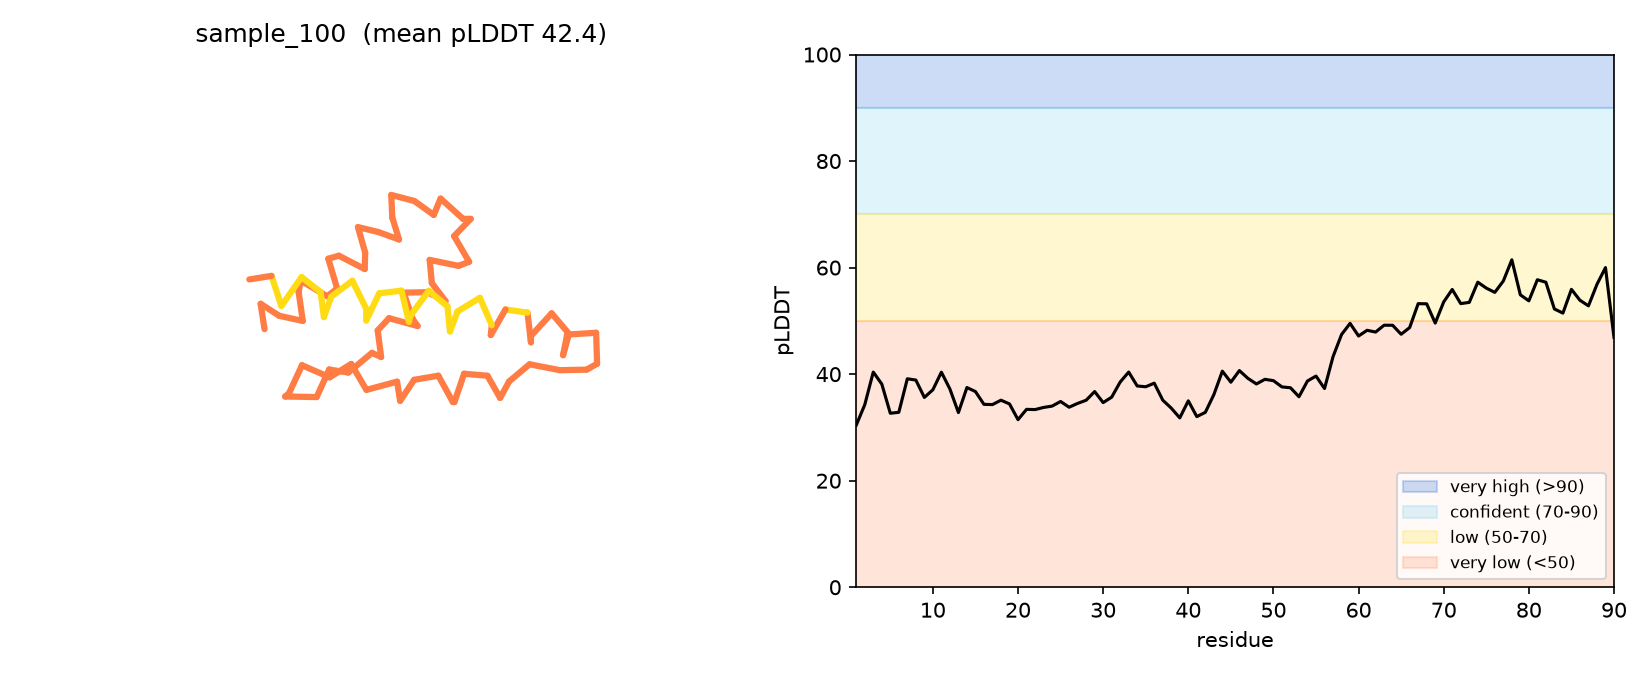 sample_100 (mean pLDDT 42.4)
100
80
60
40
20
0
pLDDT
very high (>90)
confident (70-90)
low (50-70)
very low (<50)
10 20 30 40 50 60 70 80 90
residue